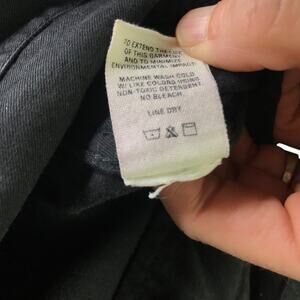 TO EXTEND THE LIFE
OF THIS GARMENT
AND TO MINIMIZE
ENVIRONMENTAL IMPACT:
MACHINE WASH COLD
W/ LIKE COLORS USING
NON-TOXIC DETERGENT.
NO BLEACH.
LINE DRY